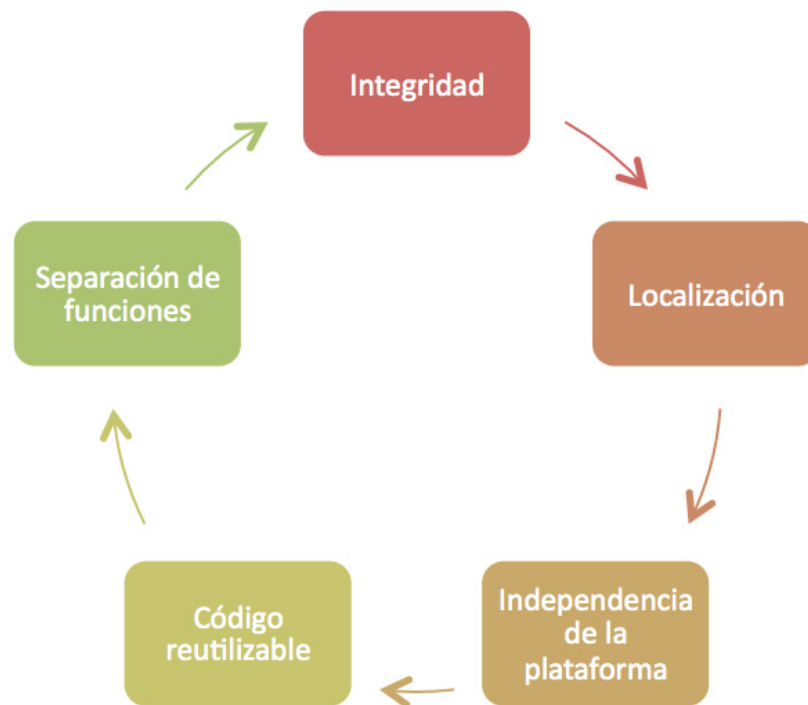 Integridad
Localización
Independencia
de la
plataforma
Código
reutilizable
Separación de
funciones